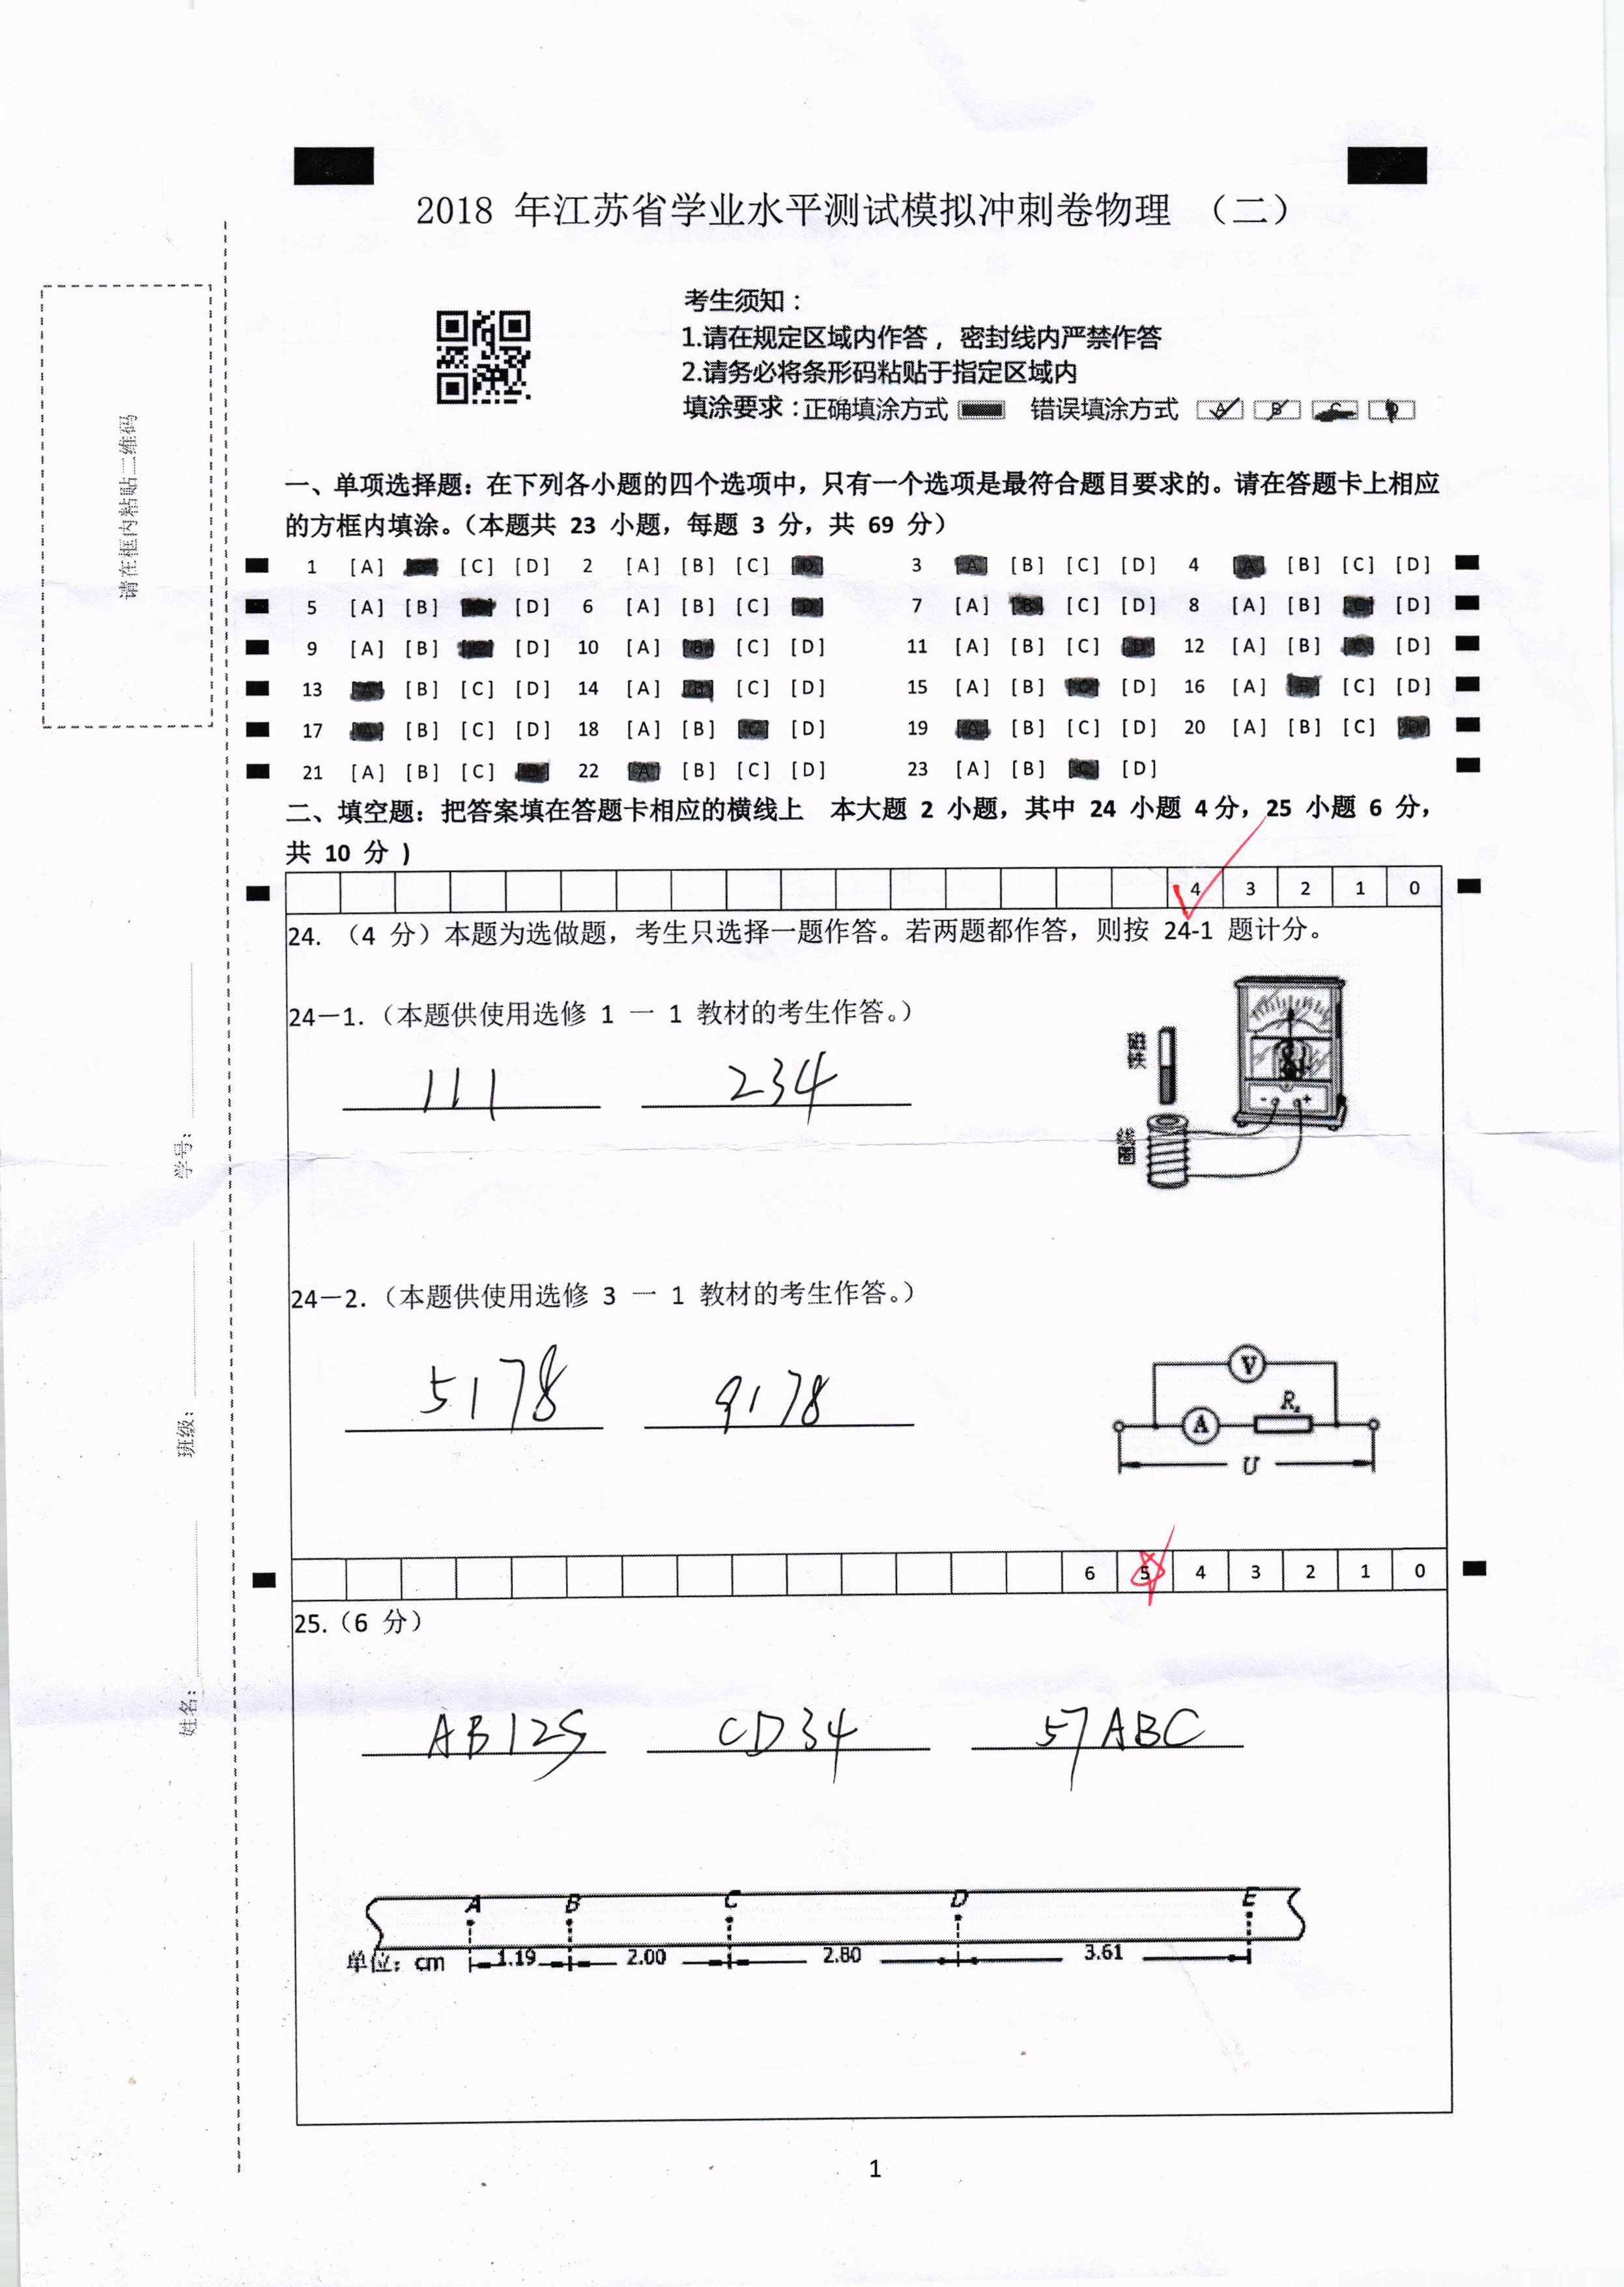 2018 年江苏省学业水平测试模拟冲刺卷物理 （二）
请在框内粘贴二维码
考生须知：
1.请在规定区域内作答，密封线内严禁作答
2.请务必将条形码粘贴于指定区域内
填涂要求：正确填涂方式 错误填涂方式 A B C D
一、单项选择题：在下列各小题的四个选项中，只有一个选项是最符合题目要求的。请在答题卡上相应
的方框内填涂。（本题共 23 小题，每题 3 分，共 69 分）
1 [A] [C] [D] 2 [A] [B] [C] [D] 3 [A] [B] [C] [D] 4 [A] [B] [C] [D]
5 [A] [B] [D] 6 [A] [B] [C] [D] 7 [A] [B] [C] [D] 8 [A] [B] [C] [D]
9 [A] [B] [C] [D] 10 [A] [B] [C] [D] 11 [A] [B] [C] [D] 12 [A] [B] [C] [D]
13 [A] [B] [C] [D] 14 [A] [B] [C] [D] 15 [A] [B] [C] [D] 16 [A] [B] [C] [D]
17 [A] [B] [C] [D] 18 [A] [B] [C] [D] 19 [A] [B] [C] [D] 20 [A] [B] [C] [D]
21 [A] [B] [C] [D] 22 [A] [B] [C] [D] 23 [A] [B] [C] [D]
二、填空题：把答案填在答题卡相应的横线上 本大题 2 小题，其中 24 小题 4分，25 小题 6 分，
共 10 分 )
4 3 2 1 0
24. （4 分）本题为选做题，考生只选择一题作答。若两题都作答，则按 24-1 题计分。
24－1.（本题供使用选修 1 一 1 教材的考生作答。）
磁铁
111 234
线圈
- +
学号：
24－2.（本题供使用选修 3 一 1 教材的考生作答。）
5178 9178
V
A Rx
U
班级：
6 5 4 3 2 1 0
25.（6 分）
姓名：
AB125 CD34 57ABC
A B C D E
单位：cm 1.19 2.00 2.80 3.61
1